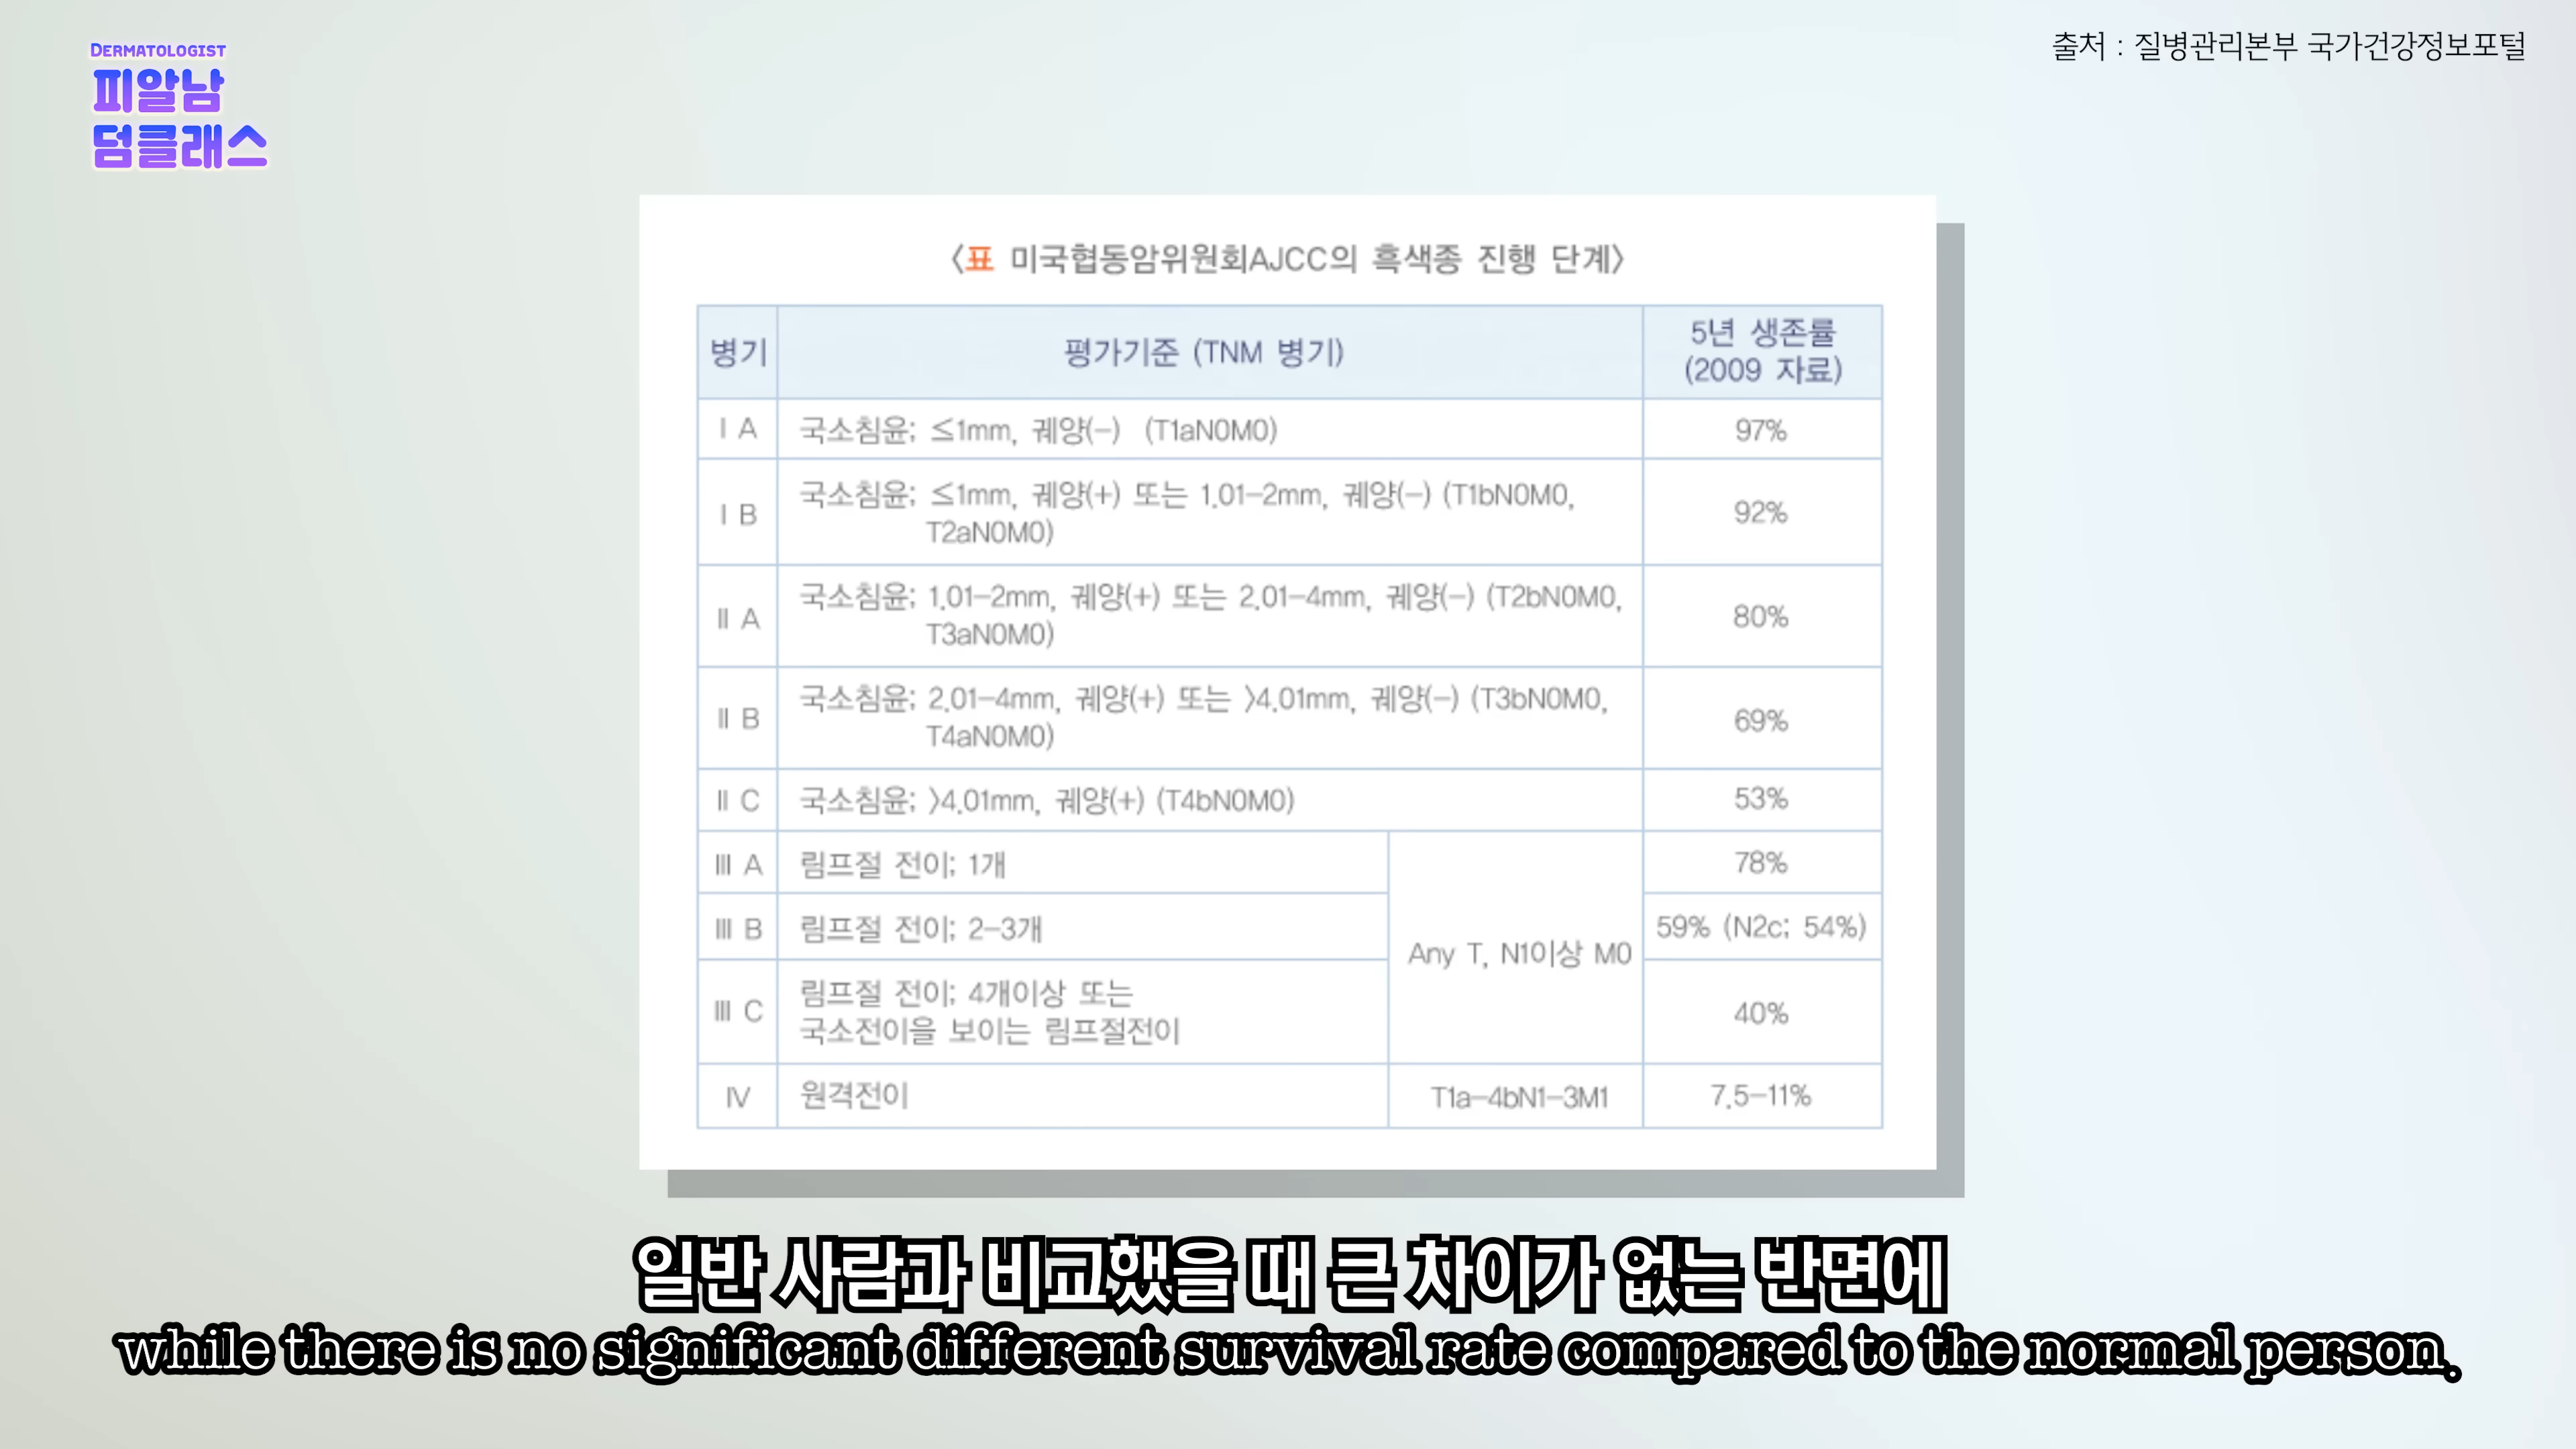 DERMATOLOGIST
피알남
덤클래스
출처 : 질병관리본부 국가건강정보포털
〈표 미국협동암위원회AJCC의 흑색종 진행 단계〉
병기
평가기준 (TNM 병기)
5년 생존률
(2009 자료)
Ⅰ A
국소침윤; ≤1mm, 궤양(-) (T1aN0M0)
97%
Ⅰ B
국소침윤; ≤1mm, 궤양(+) 또는 1.01-2mm, 궤양(-) (T1bN0M0,
T2aN0M0)
92%
Ⅱ A
국소침윤; 1.01-2mm, 궤양(+) 또는 2.01-4mm, 궤양(-) (T2bN0M0,
T3aN0M0)
80%
Ⅱ B
국소침윤; 2.01-4mm, 궤양(+) 또는 >4.01mm, 궤양(-) (T3bN0M0,
T4aN0M0)
69%
Ⅱ C
국소침윤; >4.01mm, 궤양(+) (T4bN0M0)
53%
Ⅲ A
림프절 전이; 1개
78%
Ⅲ B
림프절 전이; 2-3개
Any T, N1이상 M0
59% (N2c; 54%)
Ⅲ C
림프절 전이; 4개이상 또는
국소전이을 보이는 림프절전이
40%
Ⅳ
원격전이
T1a-4bN1-3M1
7.5-11%
일반 사람과 비교했을 때 큰 차이가 없는 반면에
while there is no significant different survival rate compared to the normal person.